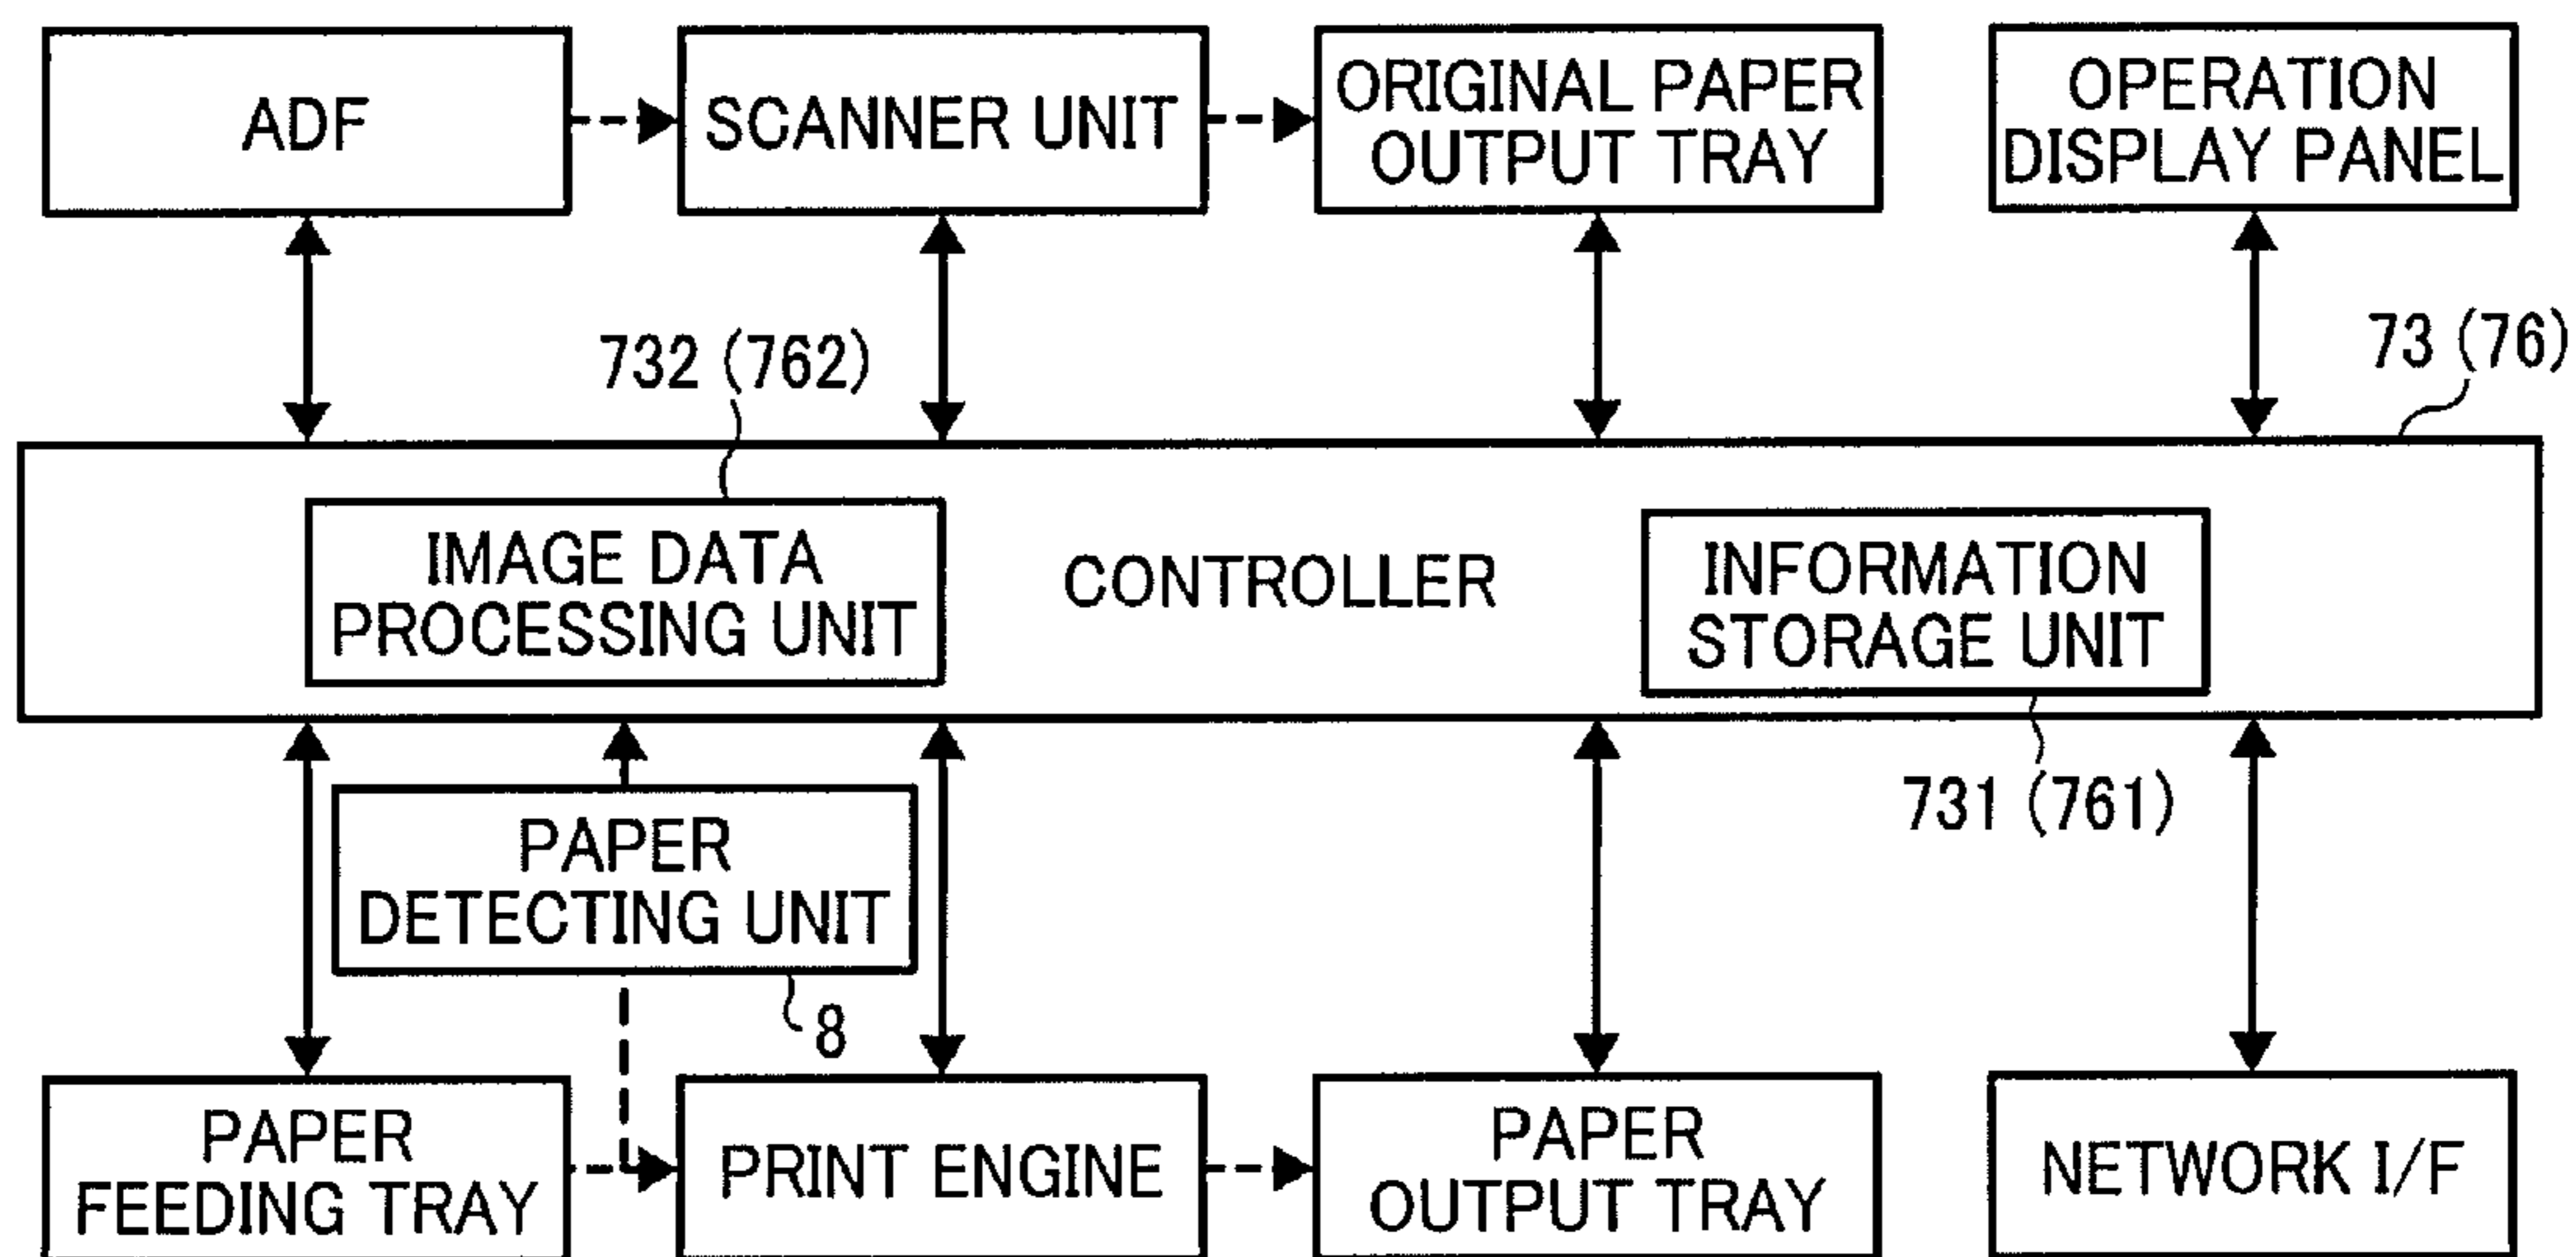 ADF
SCANNER UNIT
ORIGINAL PAPER
OUTPUT TRAY
OPERATION
DISPLAY PANEL
732 (762)
73 (76)
IMAGE DATA
PROCESSING UNIT
CONTROLLER
INFORMATION
STORAGE UNIT
731 (761)
PAPER
DETECTING UNIT
8
PAPER
FEEDING TRAY
PRINT ENGINE
PAPER
OUTPUT TRAY
NETWORK I/F